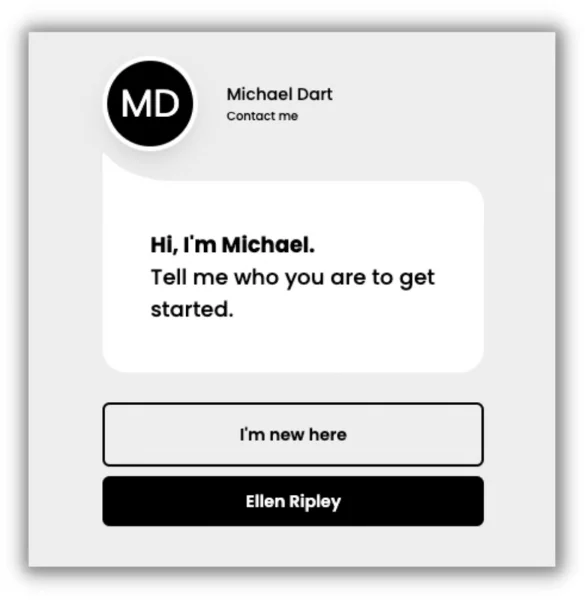 MD
Michael Dart
Contact me
Hi, I'm Michael.
Tell me who you are to get
started.
I'm new here
Ellen Ripley